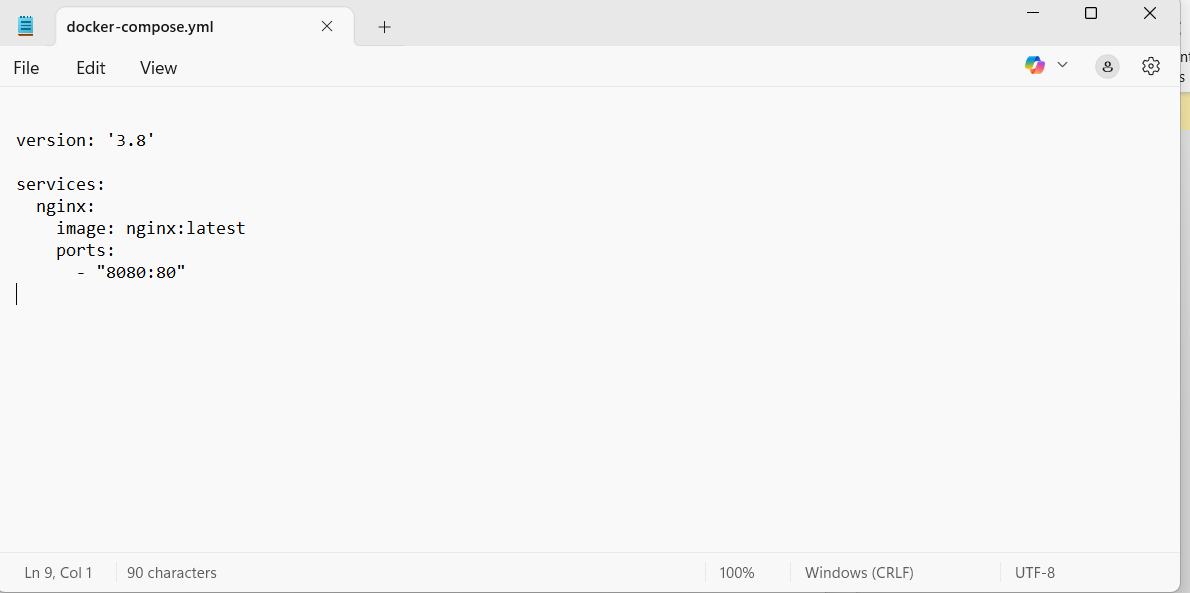 docker-compose.yml
File Edit View
version: '3.8'
services:
  nginx:
    image: nginx:latest
    ports:
      - "8080:80"
Ln 9, Col 1 90 characters 100% Windows (CRLF) UTF-8